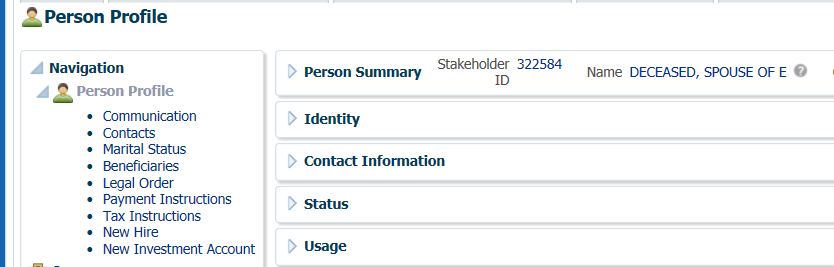 Person Profile
Navigation
Person Profile
Communication
Contacts
Marital Status
Beneficiaries
Legal Order
Payment Instructions
Tax Instructions
New Hire
New Investment Account
Person Summary Stakeholder ID 322584 Name DECEASED, SPOUSE OF E
Identity
Contact Information
Status
Usage